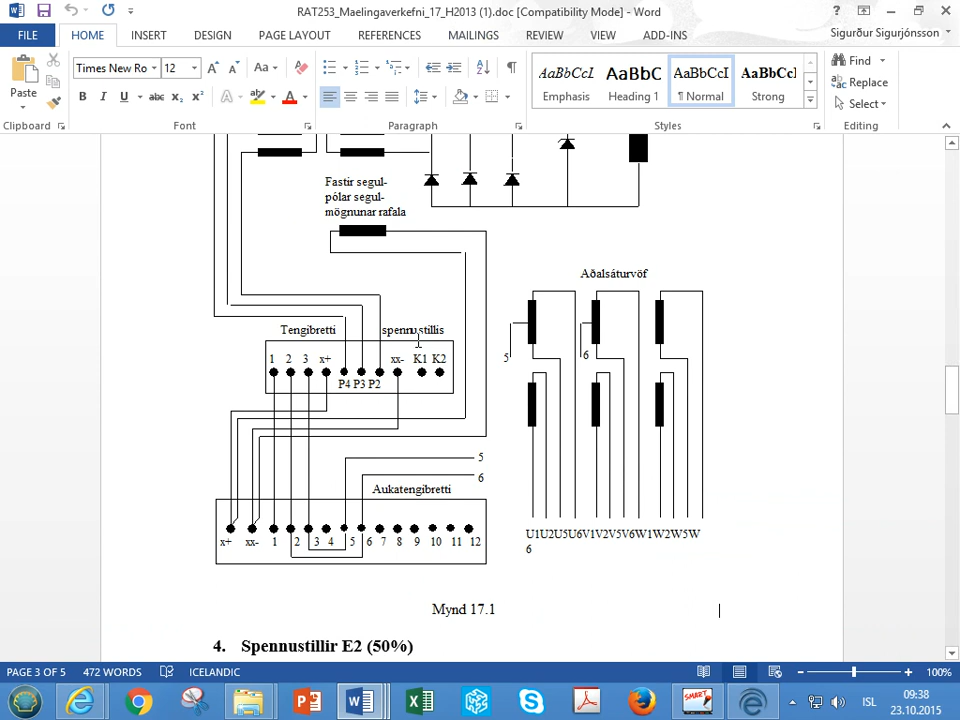 RAT253_Maelingaverkefni_17_H2013 (1).doc [Compatibility Mode] - Word
FILE HOME INSERT DESIGN PAGE LAYOUT REFERENCES MAILINGS REVIEW VIEW ADD-INS
Sigurður Sigurjónsson
Times New Ro 12
Paste
Clipboard Font Paragraph Styles Editing
AaBbCcI AaBbC AaBbCcI AaBbCcI
Emphasis Heading 1 ¶ Normal Strong
Find
Replace
Select
Fastir segul-
pólar segul-
mögnunar rafala
Aðalsáturvöf
Tengibretti spennustillis
1 2 3 x+ xx- K1 K2
P4 P3 P2
5 6
5
6
Aukatengibretti
x+ xx- 1 2 3 4 5 6 7 8 9 10 11 12
U1U2U5U6V1V2V5V6W1W2W5W
6
Mynd 17.1
4. Spennustillir E2 (50%)
PAGE 3 OF 5 472 WORDS ICELANDIC 100%
ISL
09:38
23.10.2015